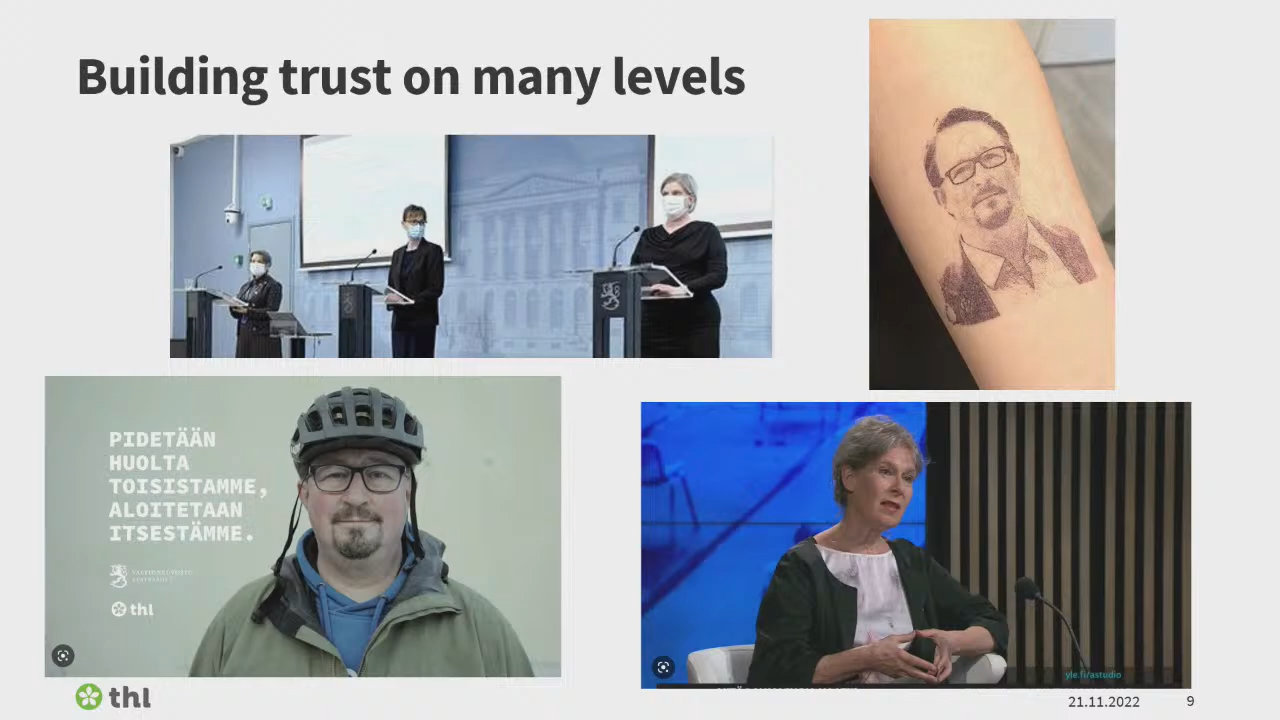 Building trust on many levels
PIDETÄÄN
HUOLTA
TOISISTAMME,
ALOITETAAN
ITSESTÄMME.
thl
yle.fi/astudio
thl
21.11.2022
9